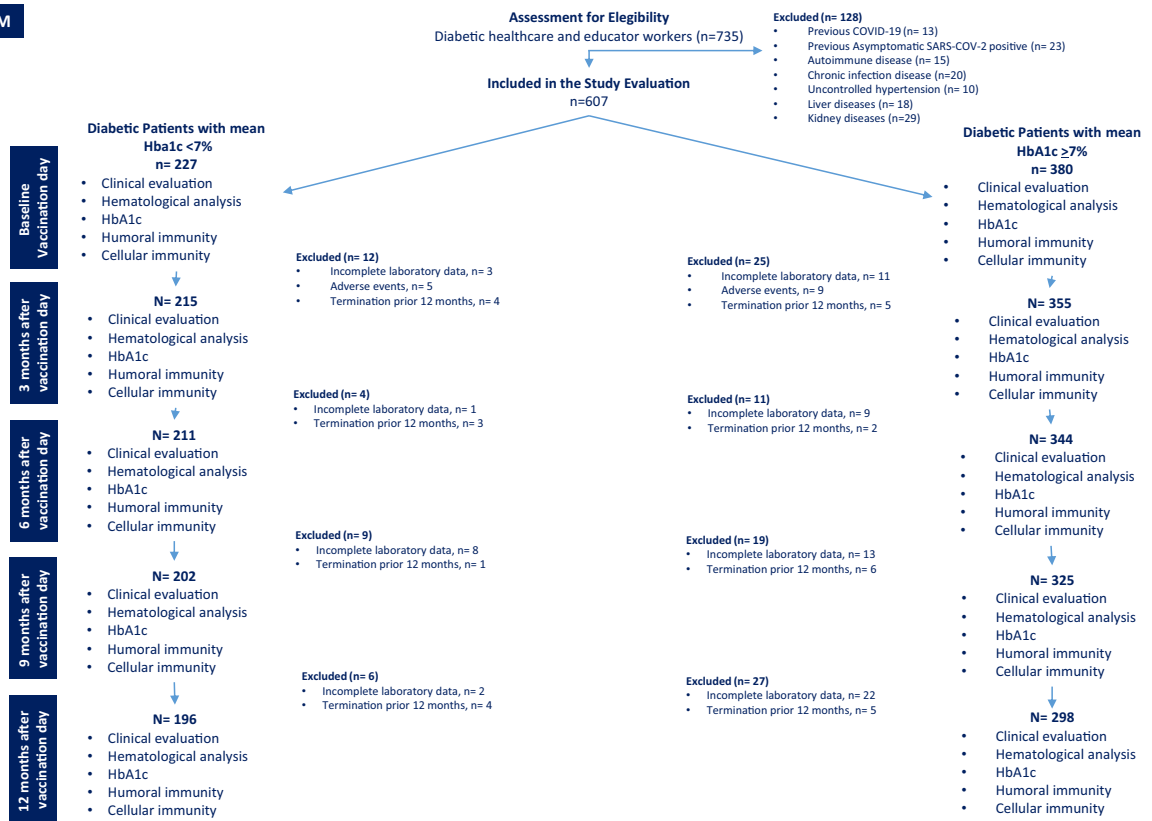 M
Assessment for Elegibility
Diabetic healthcare and educator workers (n=735)
Excluded (n= 128)
• Previous COVID-19 (n= 13)
• Previous Asymptomatic SARS-COV-2 positive (n= 23)
• Autoimmune disease (n= 15)
• Chronic infection disease (n=20)
• Uncontrolled hypertension (n= 10)
• Liver diseases (n= 18)
• Kidney diseases (n=29)
Included in the Study Evaluation
n=607
Baseline
Vaccination day
Diabetic Patients with mean
Hba1c <7%
n= 227
• Clinical evaluation
• Hematological analysis
• HbA1c
• Humoral immunity
• Cellular immunity
Diabetic Patients with mean
HbA1c ≥7%
n= 380
• Clinical evaluation
• Hematological analysis
• HbA1c
• Humoral immunity
• Cellular immunity
Excluded (n= 12)
• Incomplete laboratory data, n= 3
• Adverse events, n= 5
• Termination prior 12 months, n= 4
Excluded (n= 25)
• Incomplete laboratory data, n= 11
• Adverse events, n= 9
• Termination prior 12 months, n= 5
3 months after
vaccination day
N= 215
• Clinical evaluation
• Hematological analysis
• HbA1c
• Humoral immunity
• Cellular immunity
N= 355
• Clinical evaluation
• Hematological analysis
• HbA1c
• Humoral immunity
• Cellular immunity
Excluded (n= 4)
• Incomplete laboratory data, n= 1
• Termination prior 12 months, n= 3
Excluded (n= 11)
• Incomplete laboratory data, n= 9
• Termination prior 12 months, n= 2
6 months after
vaccination day
N= 211
• Clinical evaluation
• Hematological analysis
• HbA1c
• Humoral immunity
• Cellular immunity
N= 344
• Clinical evaluation
• Hematological analysis
• HbA1c
• Humoral immunity
• Cellular immunity
Excluded (n= 9)
• Incomplete laboratory data, n= 8
• Termination prior 12 months, n= 1
Excluded (n= 19)
• Incomplete laboratory data, n= 13
• Termination prior 12 months, n= 6
9 months after
vaccination day
N= 202
• Clinical evaluation
• Hematological analysis
• HbA1c
• Humoral immunity
• Cellular immunity
N= 325
• Clinical evaluation
• Hematological analysis
• HbA1c
• Humoral immunity
• Cellular immunity
Excluded (n= 6)
• Incomplete laboratory data, n= 2
• Termination prior 12 months, n= 4
Excluded (n= 27)
• Incomplete laboratory data, n= 22
• Termination prior 12 months, n= 5
12 months after
vaccination day
N= 196
• Clinical evaluation
• Hematological analysis
• HbA1c
• Humoral immunity
• Cellular immunity
N= 298
• Clinical evaluation
• Hematological analysis
• HbA1c
• Humoral immunity
• Cellular immunity